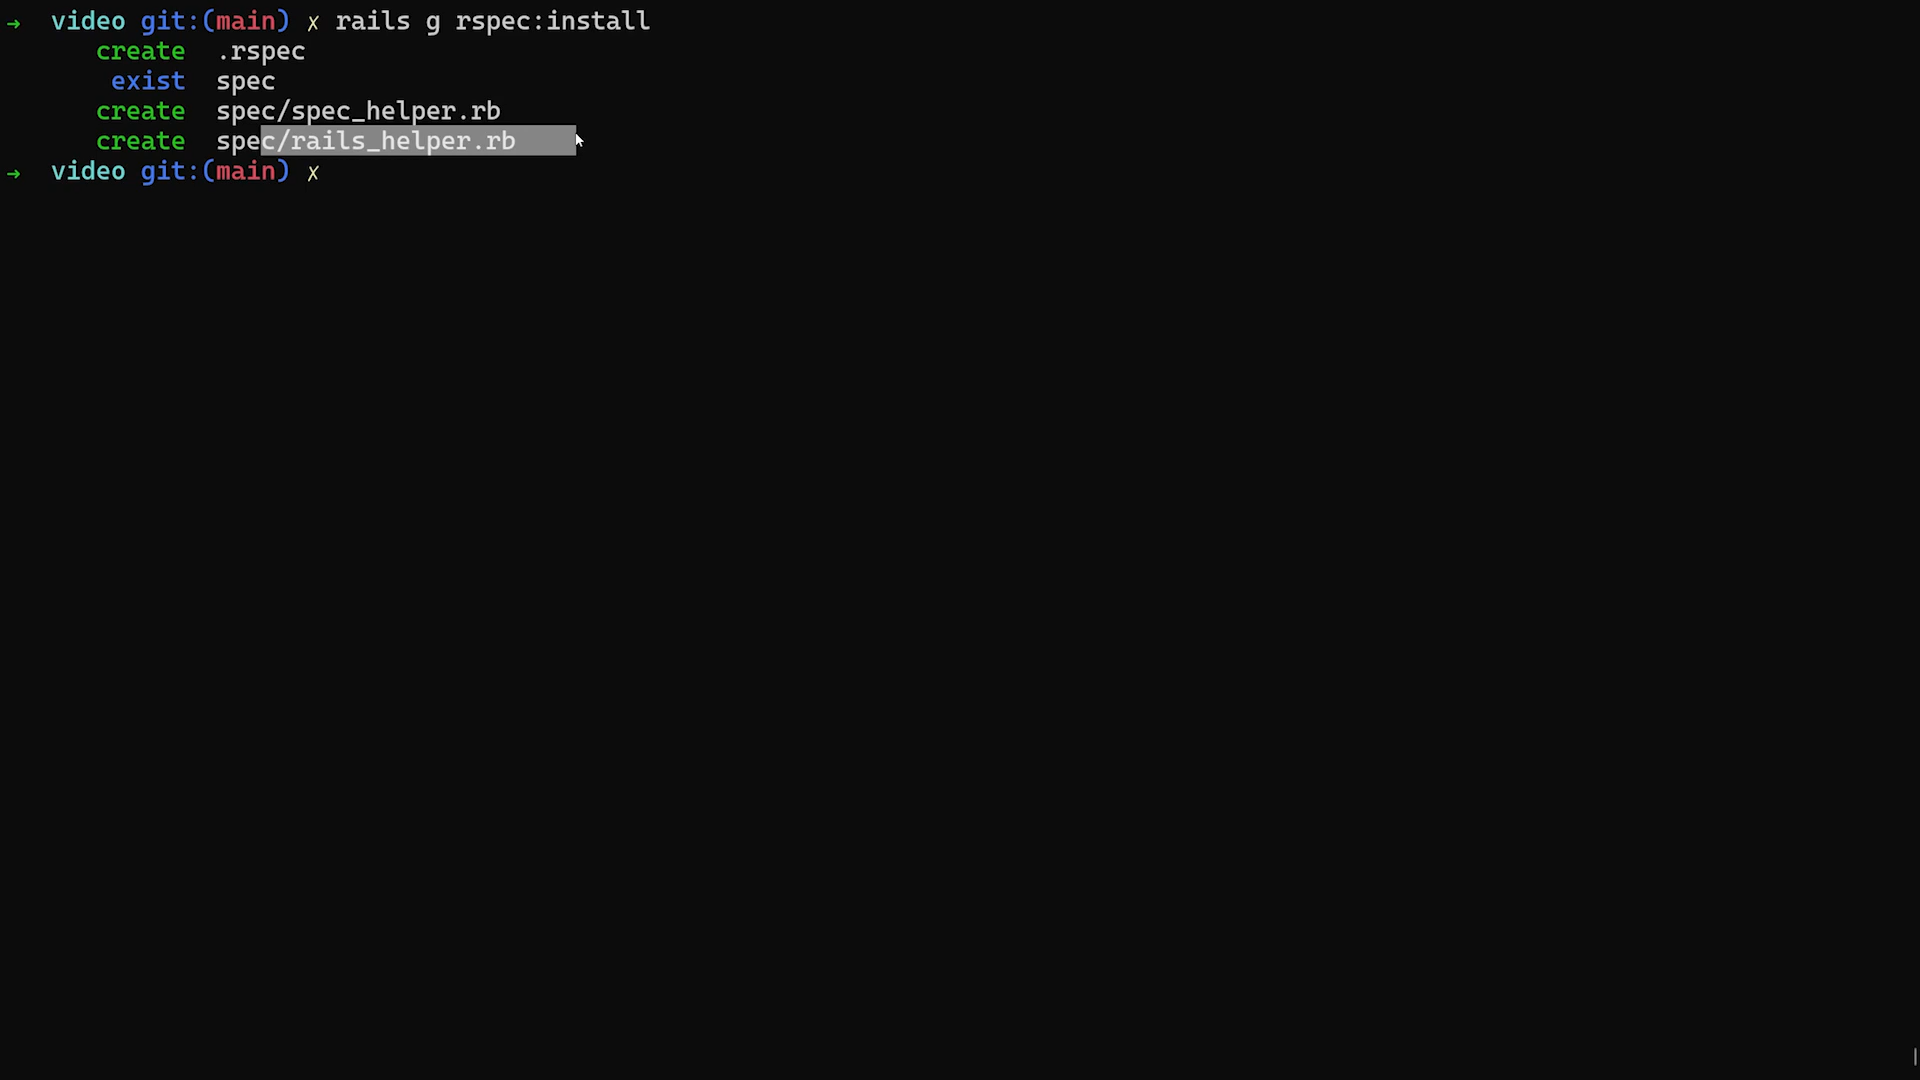 → video git:(main) ✗ rails g rspec:install
create .rspec
exist spec
create spec/spec_helper.rb
create spec/rails_helper.rb
→ video git:(main) ✗